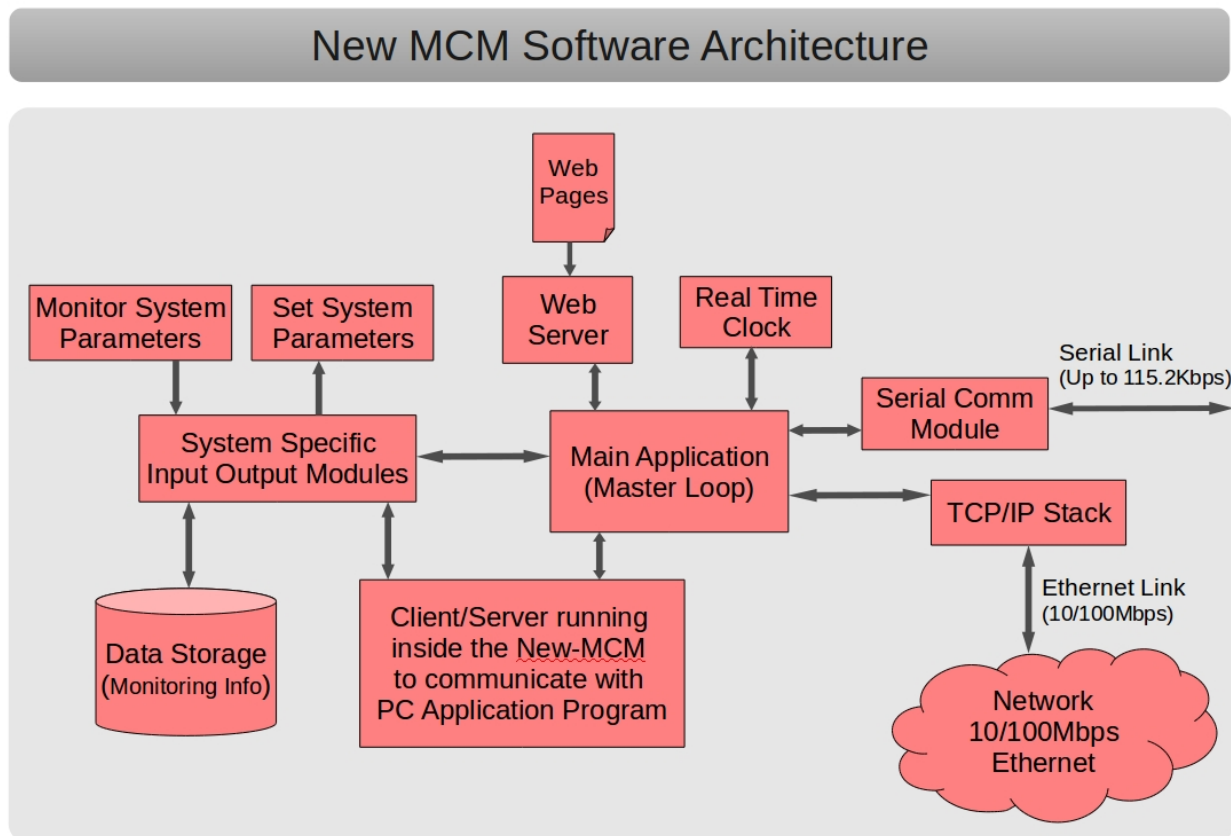 New MCM Software Architecture
Web
Pages
Monitor System
Parameters
Set System
Parameters
Web
Server
Real Time
Clock
Serial Link
(Up to 115.2Kbps)
Serial Comm
Module
System Specific
Input Output Modules
Main Application
(Master Loop)
TCP/IP Stack
Ethernet Link
(10/100Mbps)
Data Storage
(Monitoring Info)
Client/Server running
inside the New-MCM
to communicate with
PC Application Program
Network
10/100Mbps
Ethernet